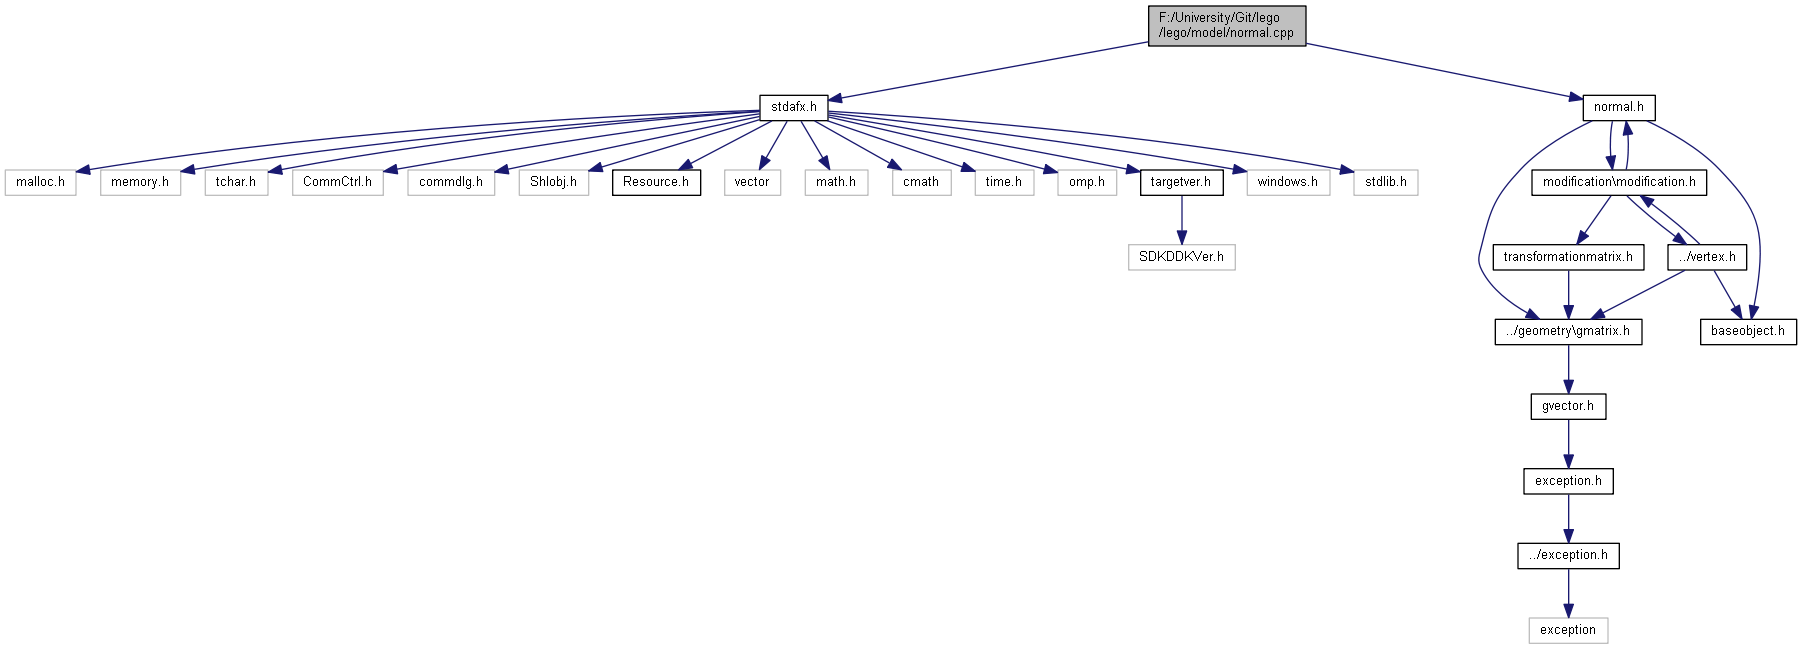 F:/University/Git/lego
/lego/model/normal.cpp
stdafx.h
normal.h
malloc.h
memory.h
tchar.h
CommCtrl.h
commdlg.h
Shlobj.h
Resource.h
vector
math.h
cmath
time.h
omp.h
targetver.h
windows.h
stdlib.h
modification\modification.h
SDKDDKVer.h
transformationmatrix.h
../vertex.h
../geometry\gmatrix.h
baseobject.h
gvector.h
exception.h
../exception.h
exception